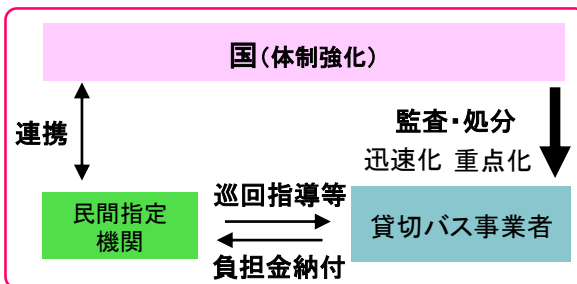 国(体制強化)
連携
監査・処分
迅速化 重点化
民間指定
機関
巡回指導等
負担金納付
貸切バス事業者